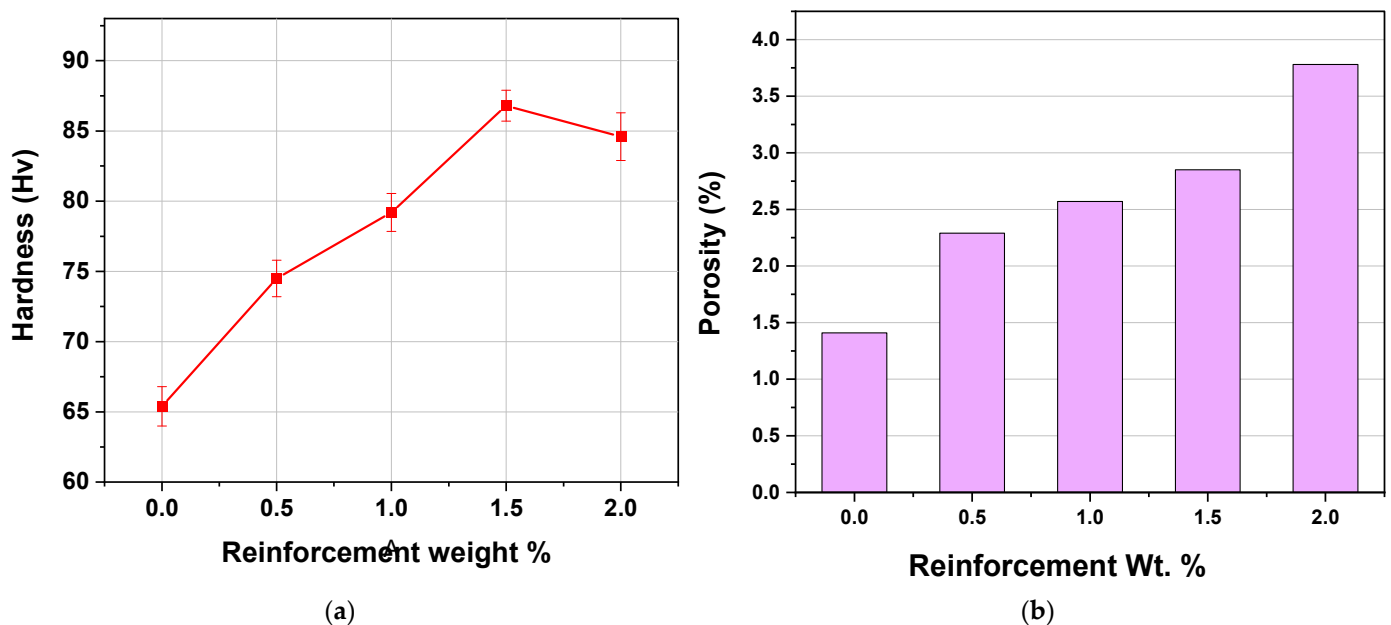 90
85
80
75
70
65
60
Hardness (Hv)
0.0 0.5 1.0 1.5 2.0
Reinforcement weight %
^
(a)
4.0
3.5
3.0
2.5
2.0
1.5
1.0
0.5
0.0
Porosity (%)
0.0 0.5 1.0 1.5 2.0
Reinforcement Wt. %
(b)